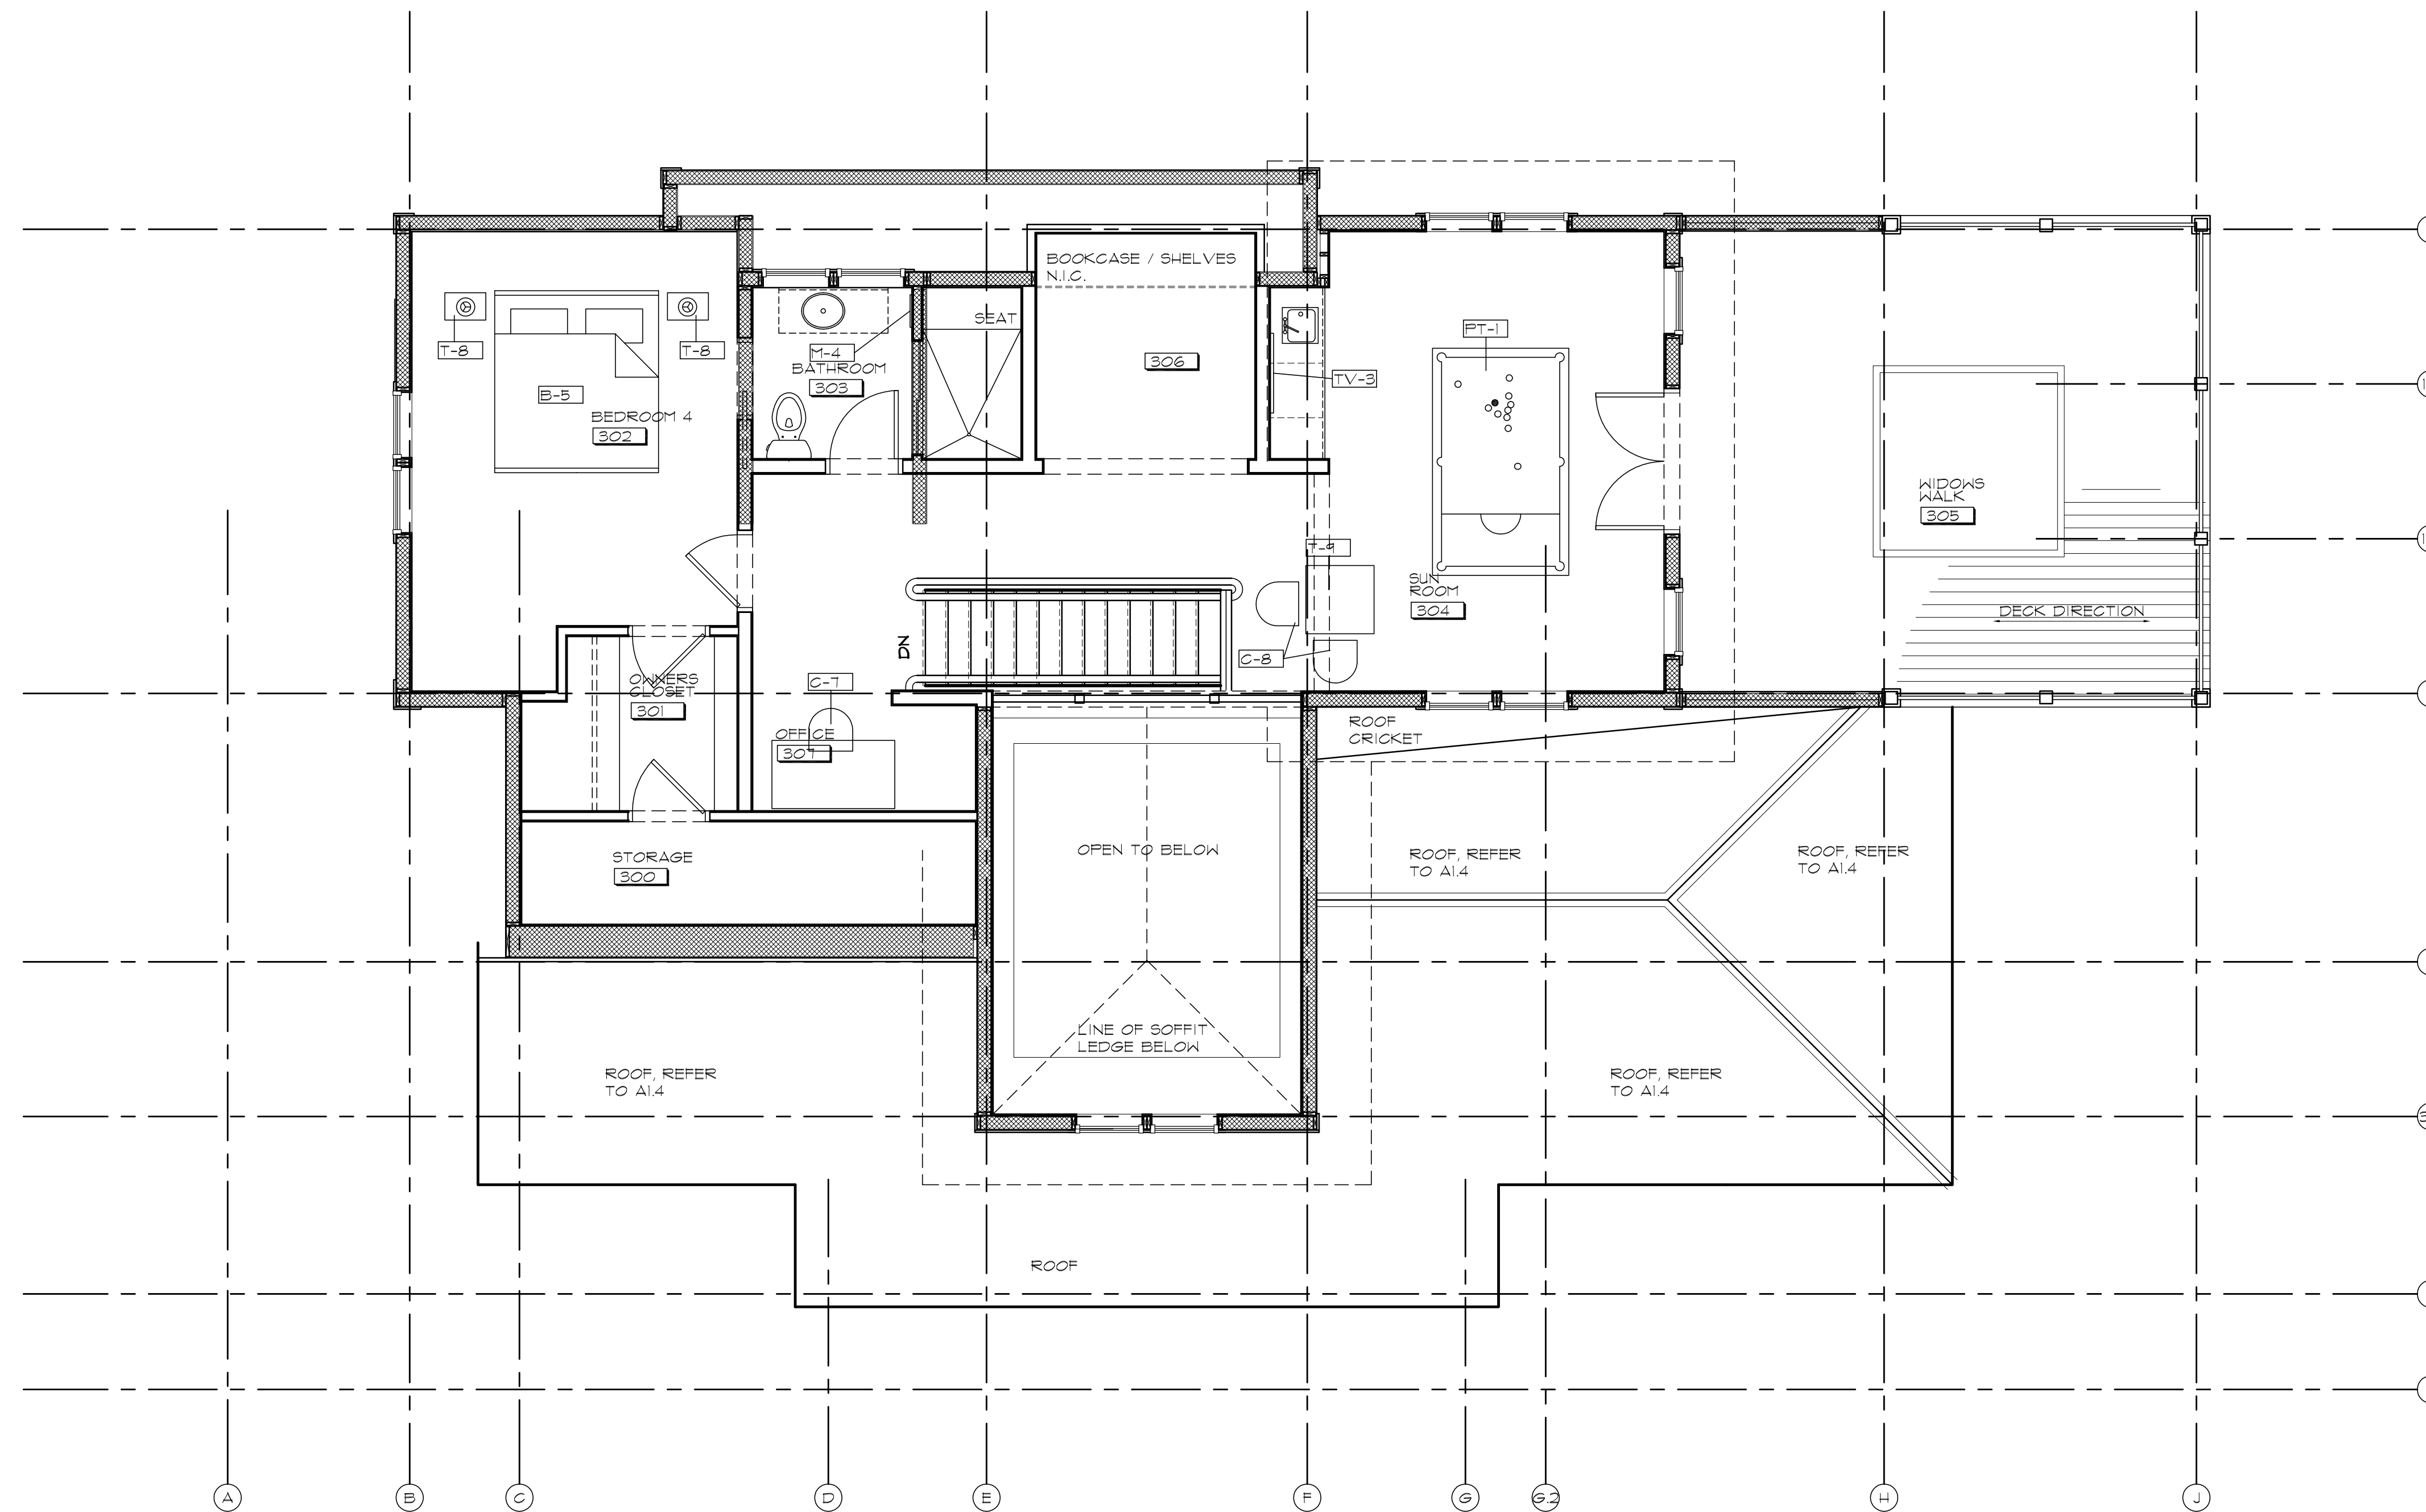 BOOKCASE / SHELVES
N.I.C.
SEAT
306
T-8
T-8
B-5
BEDROOM 4
302
M-4
BATHROOM
303
TV-3
PT-1
WIDOWS
WALK
305
DECK DIRECTION
T-9
SUN
ROOM
304
C-8
DN
OWNERS
CLOSET
301
C-7
OFFICE
307
ROOF
CRICKET
STORAGE
300
OPEN TO BELOW
ROOF, REFER
TO A1.4
ROOF, REFER
TO A1.4
LINE OF SOFFIT
LEDGE BELOW
ROOF, REFER
TO A1.4
ROOF, REFER
TO A1.4
ROOF
A
B
C
D
E
F
G
G.2
H
J